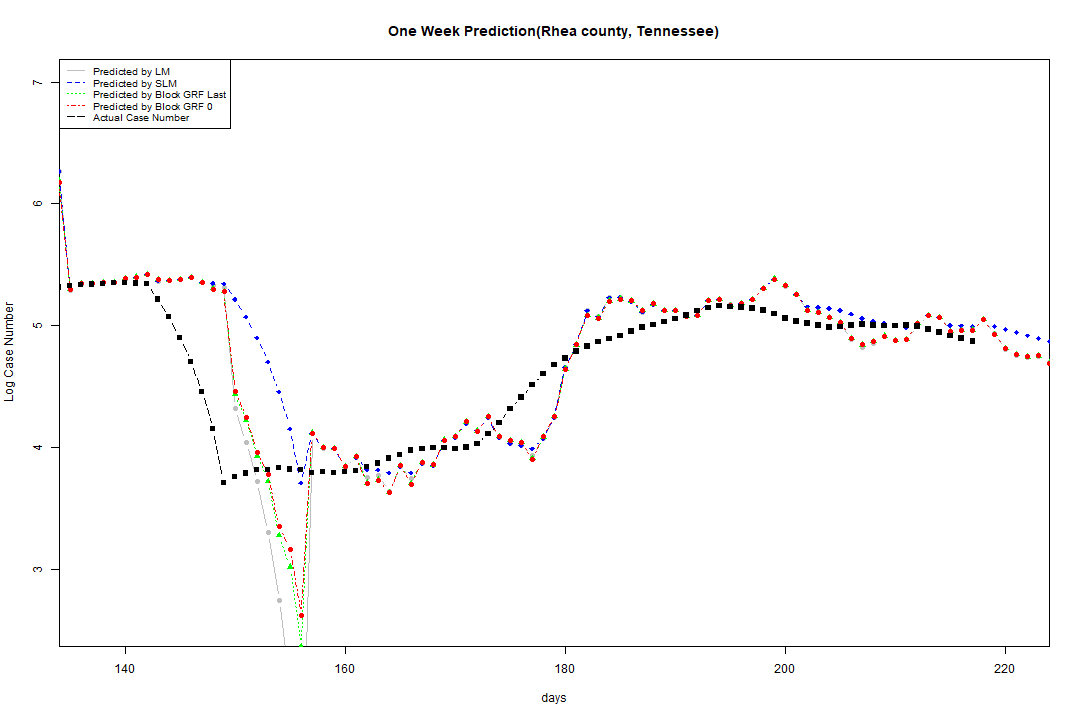 One Week Prediction(Rhea county, Tennessee)
Predicted by LM
Predicted by SLM
Predicted by Block GRF Last
Predicted by Block GRF 0
Actual Case Number
Log Case Number
7
6
5
4
3
140 160 180 200 220
days